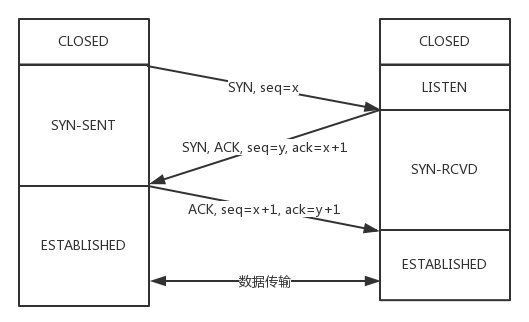 CLOSED
CLOSED
SYN, seq=x
LISTEN
SYN-SENT
SYN, ACK, seq=y, ack=x+1
SYN-RCVD
ACK, seq=x+1, ack=y+1
ESTABLISHED
ESTABLISHED
数据传输